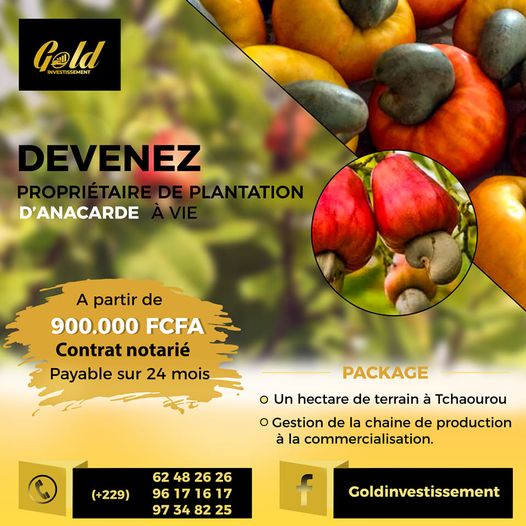 Gold
INVESTISSEMENT
DEVENEZ
PROPRIÉTAIRE DE PLANTATION
D'ANACARDE À VIE
A partir de
900.000 FCFA
Contrat notarié
Payable sur 24 mois
PACKAGE
Un hectare de terrain à Tchaourou
Gestion de la chaine de production
à la commercialisation.
(+229)
62 48 26 26
96 17 16 17
97 34 82 25
f
Goldinvestissement